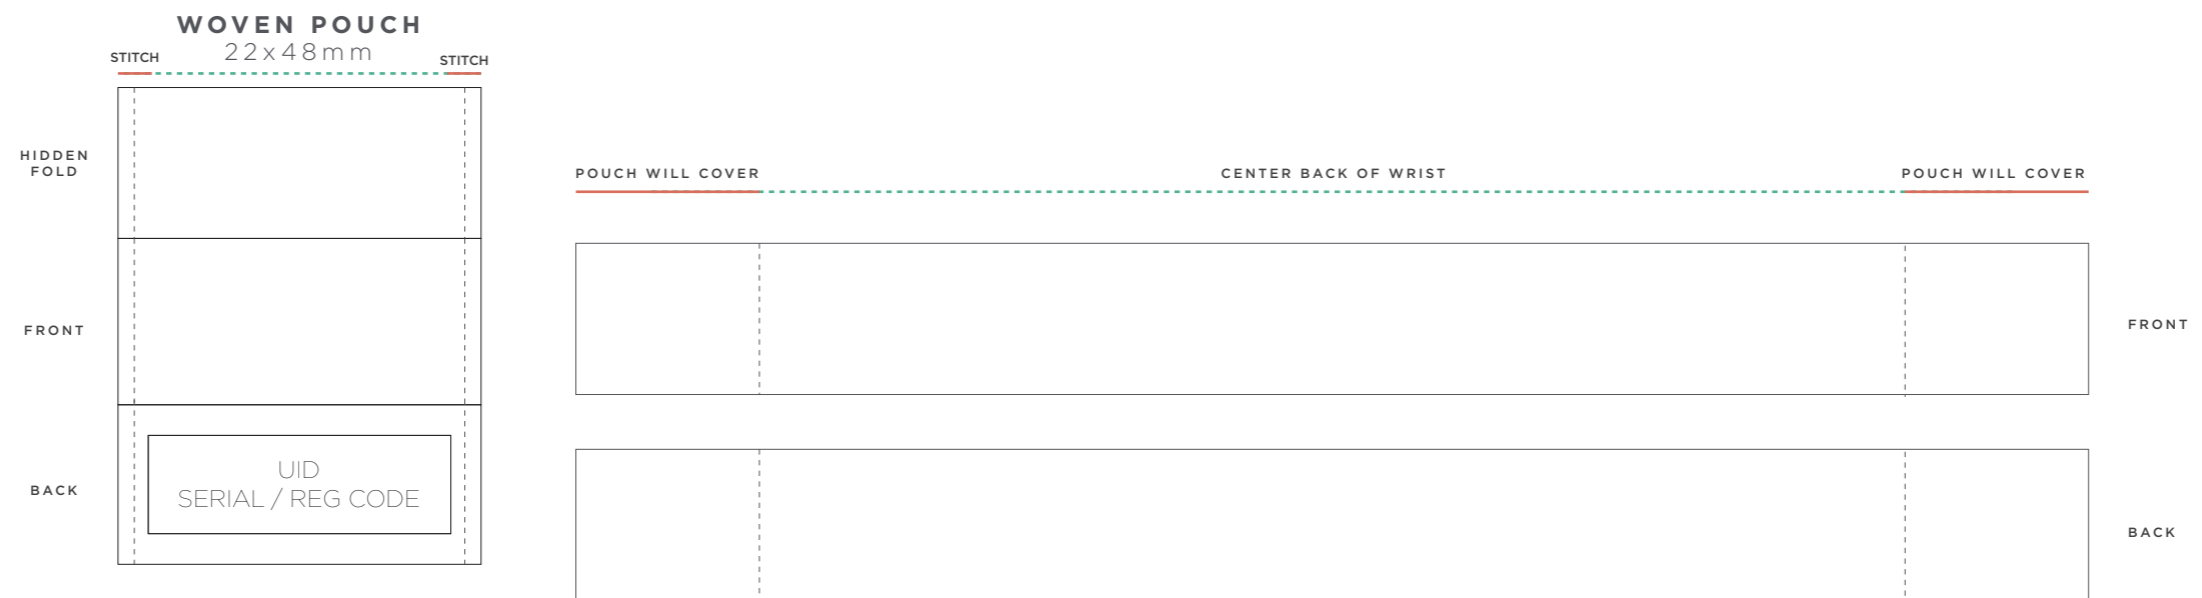 WOVEN POUCH
22x48mm
STITCH
STITCH
HIDDEN
FOLD
FRONT
BACK
UID
SERIAL / REG CODE
POUCH WILL COVER
CENTER BACK OF WRIST
POUCH WILL COVER
FRONT
BACK